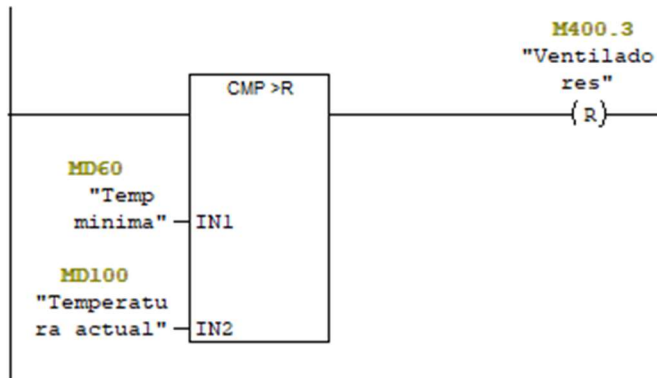 M400.3
"Ventilado
res"
CMP >R
(R)
MD60
"Temp
minima"
IN1
MD100
"Temperatu
ra actual"
IN2